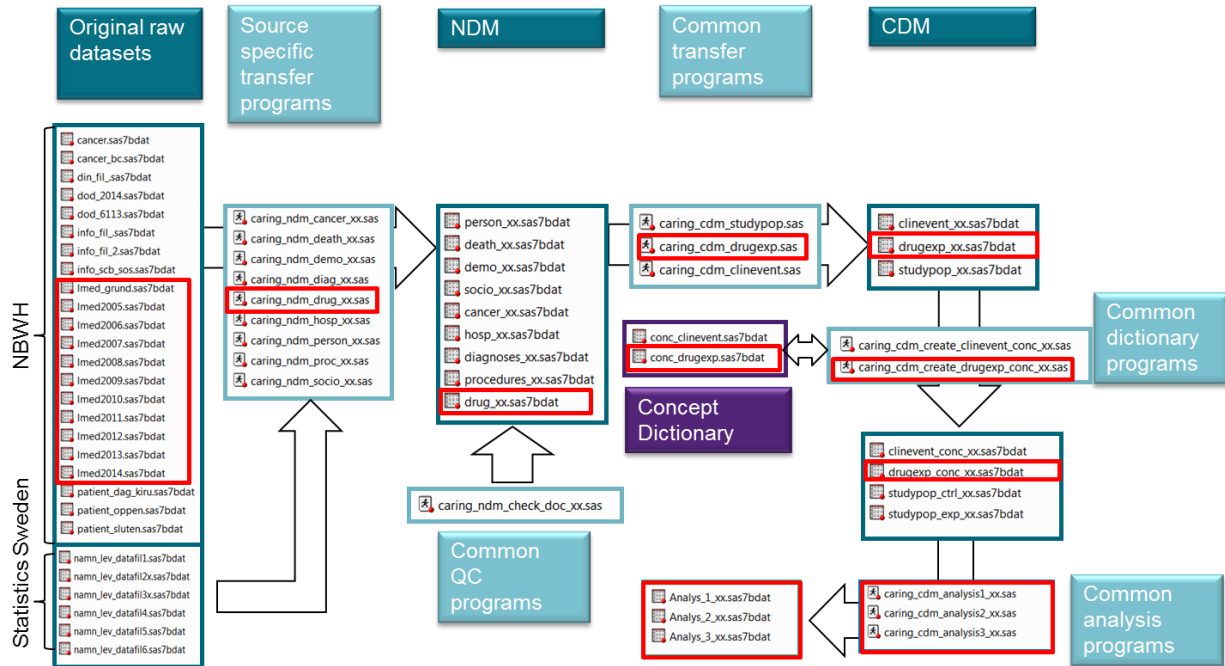 Original raw
datasets
Source
specific
transfer
programs
NDM
Common
transfer
programs
CDM
NBWH
cancer.sas7bdat
cancer_bc.sas7bdat
din_fil_.sas7bdat
dod_2014.sas7bdat
dod_6113.sas7bdat
info_fil_.sas7bdat
info_fil_2.sas7bdat
info_scb_sos.sas7bdat
lmed_grund.sas7bdat
lmed2005.sas7bdat
lmed2006.sas7bdat
lmed2007.sas7bdat
lmed2008.sas7bdat
lmed2009.sas7bdat
lmed2010.sas7bdat
lmed2011.sas7bdat
lmed2012.sas7bdat
lmed2013.sas7bdat
lmed2014.sas7bdat
patient_dag_kiru.sas7bdat
patient_oppen.sas7bdat
patient_sluten.sas7bdat
Statistics Sweden
namn_lev_datafil1.sas7bdat
namn_lev_datafil2x.sas7bdat
namn_lev_datafil3x.sas7bdat
namn_lev_datafil4.sas7bdat
namn_lev_datafil5.sas7bdat
namn_lev_datafil6.sas7bdat
caring_ndm_cancer_xx.sas
caring_ndm_death_xx.sas
caring_ndm_demo_xx.sas
caring_ndm_diag_xx.sas
caring_ndm_drug_xx.sas
caring_ndm_hosp_xx.sas
caring_ndm_person_xx.sas
caring_ndm_proc_xx.sas
caring_ndm_socio_xx.sas
person_xx.sas7bdat
death_xx.sas7bdat
demo_xx.sas7bdat
socio_xx.sas7bdat
cancer_xx.sas7bdat
hosp_xx.sas7bdat
diagnoses_xx.sas7bdat
procedures_xx.sas7bdat
drug_xx.sas7bdat
caring_ndm_check_doc_xx.sas
Common
QC
programs
caring_cdm_studypop.sas
caring_cdm_drugexp.sas
caring_cdm_clinevent.sas
clinevent_xx.sas7bdat
drugexp_xx.sas7bdat
studypop_xx.sas7bdat
conc_clinevent.sas7bdat
conc_drugexp.sas7bdat
Concept
Dictionary
caring_cdm_create_clinevent_conc_xx.sas
caring_cdm_create_drugexp_conc_xx.sas
Common
dictionary
programs
clinevent_conc_xx.sas7bdat
drugexp_conc_xx.sas7bdat
studypop_ctrl_xx.sas7bdat
studypop_exp_xx.sas7bdat
Analys_1_xx.sas7bdat
Analys_2_xx.sas7bdat
Analys_3_xx.sas7bdat
caring_cdm_analysis1_xx.sas
caring_cdm_analysis2_xx.sas
caring_cdm_analysis3_xx.sas
Common
analysis
programs